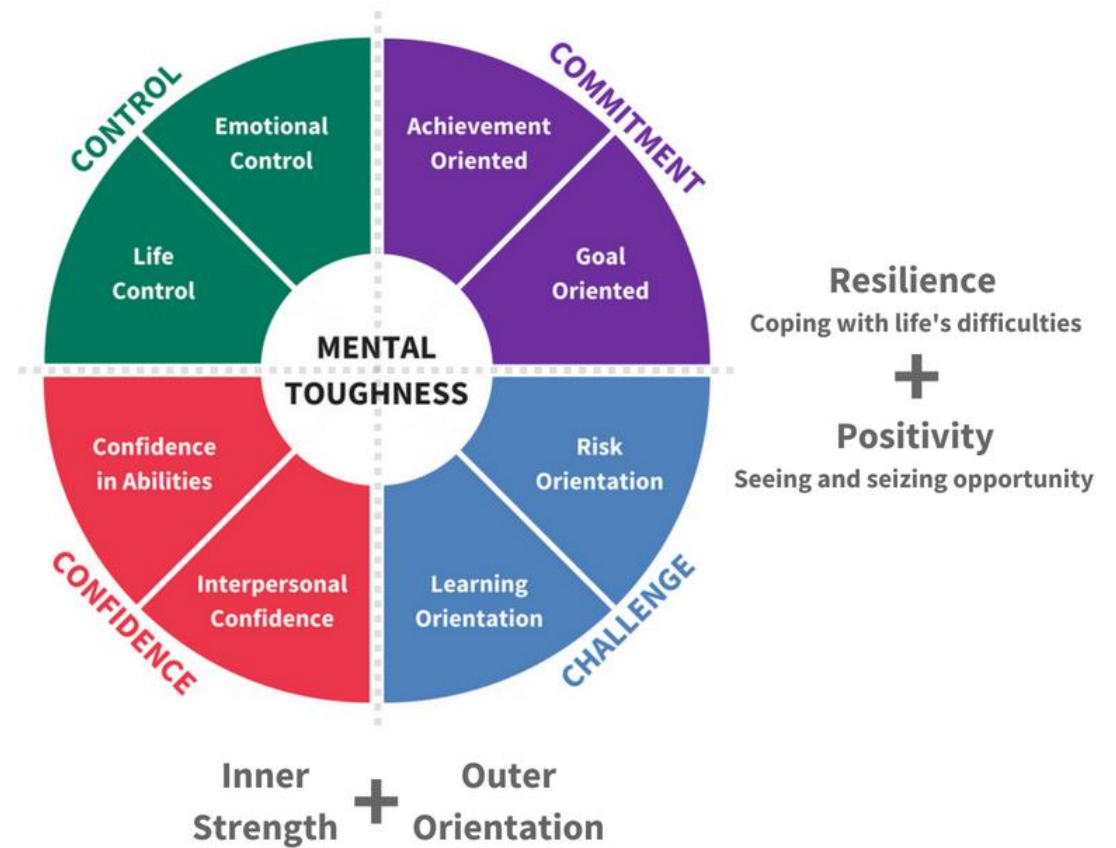 CONTROL
Emotional
Control
Life
Control
COMMITMENT
Achievement
Oriented
Goal
Oriented
MENTAL
TOUGHNESS
Confidence
in Abilities
Interpersonal
Confidence
CONFIDENCE
Risk
Orientation
Learning
Orientation
CHALLENGE
Resilience
Coping with life's difficulties
+
Positivity
Seeing and seizing opportunity
Inner
Strength
+
Outer
Orientation